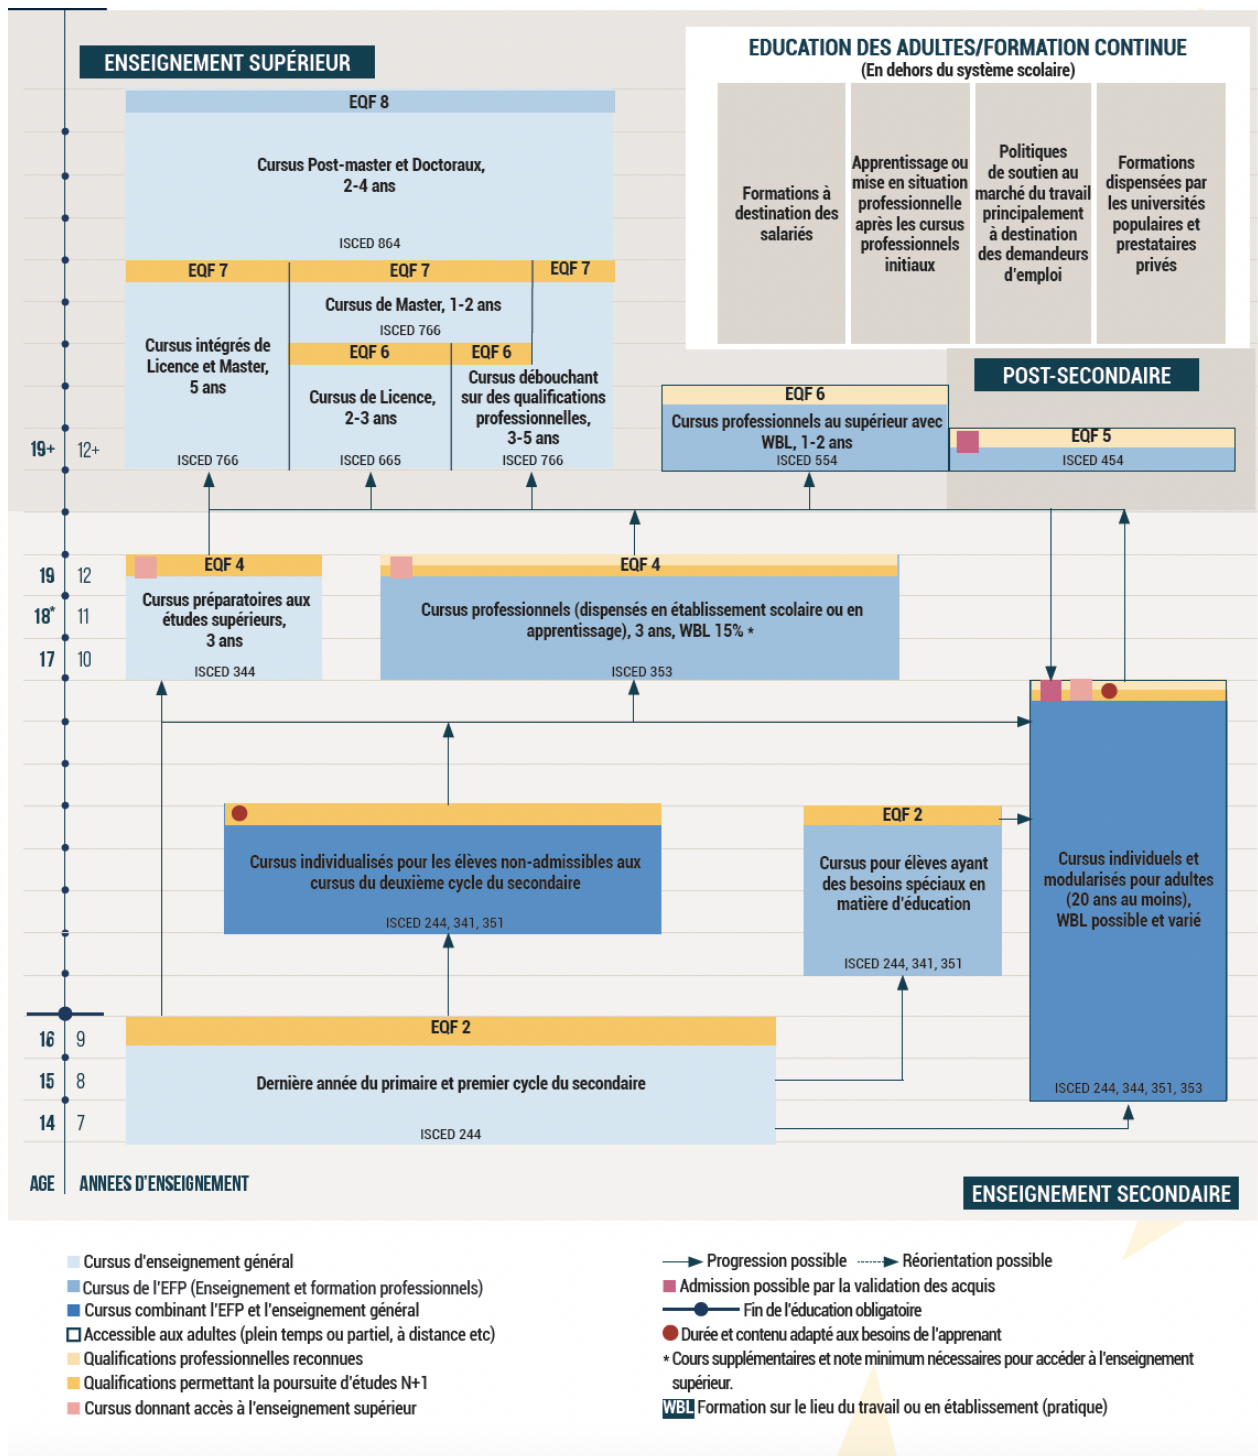 ENSEIGNEMENT SUPÉRIEUR
EDUCATION DES ADULTES/FORMATION CONTINUE
(En dehors du système scolaire)
Formations à
destination des
salariés
Apprentissage ou
mise en situation
professionnelle
après les cursus
professionnels
initiaux
Politiques
de soutien au
marché du travail
principalement
à destination
des demandeurs
d'emploi
Formations
dispensées par
les universités
populaires et
prestataires
privés
EQF 8
Cursus Post-master et Doctoraux,
2-4 ans
ISCED 864
EQF 7
Cursus intégrés de
Licence et Master,
5 ans
ISCED 766
EQF 7
Cursus de Master, 1-2 ans
ISCED 766
EQF 6
Cursus de Licence,
2-3 ans
ISCED 665
EQF 7
EQF 6
Cursus débouchant
sur des qualifications
professionnelles,
3-5 ans
ISCED 766
EQF 6
Cursus professionnels au supérieur avec
WBL, 1-2 ans
ISCED 554
POST-SECONDAIRE
EQF 5
ISCED 454
19+ 12+
19 12
18* 11
17 10
EQF 4
Cursus préparatoires aux
études supérieurs,
3 ans
ISCED 344
EQF 4
Cursus professionnels (dispensés en établissement scolaire ou en
apprentissage), 3 ans, WBL 15% *
ISCED 353
Cursus individualisés pour les élèves non-admissibles aux
cursus du deuxième cycle du secondaire
ISCED 244, 341, 351
EQF 2
Cursus pour élèves ayant
des besoins spéciaux en
matière d'éducation
ISCED 244, 341, 351
Cursus individuels et
modularisés pour adultes
(20 ans au moins),
WBL possible et varié
ISCED 244, 344, 351, 353
16 9
15 8
14 7
EQF 2
Dernière année du primaire et premier cycle du secondaire
ISCED 244
AGE ANNEES D'ENSEIGNEMENT
ENSEIGNEMENT SECONDAIRE
Cursus d'enseignement général
Cursus de l'EFP (Enseignement et formation professionnels)
Cursus combinant l'EFP et l'enseignement général
Accessible aux adultes (plein temps ou partiel, à distance etc)
Qualifications professionnelles reconnues
Qualifications permettant la poursuite d'études N+1
Cursus donnant accès à l'enseignement supérieur
Progression possible
Réorientation possible
Admission possible par la validation des acquis
Fin de l'éducation obligatoire
Durée et contenu adapté aux besoins de l'apprenant
* Cours supplémentaires et note minimum nécessaires pour accéder à l'enseignement
supérieur.
WBL Formation sur le lieu du travail ou en établissement (pratique)